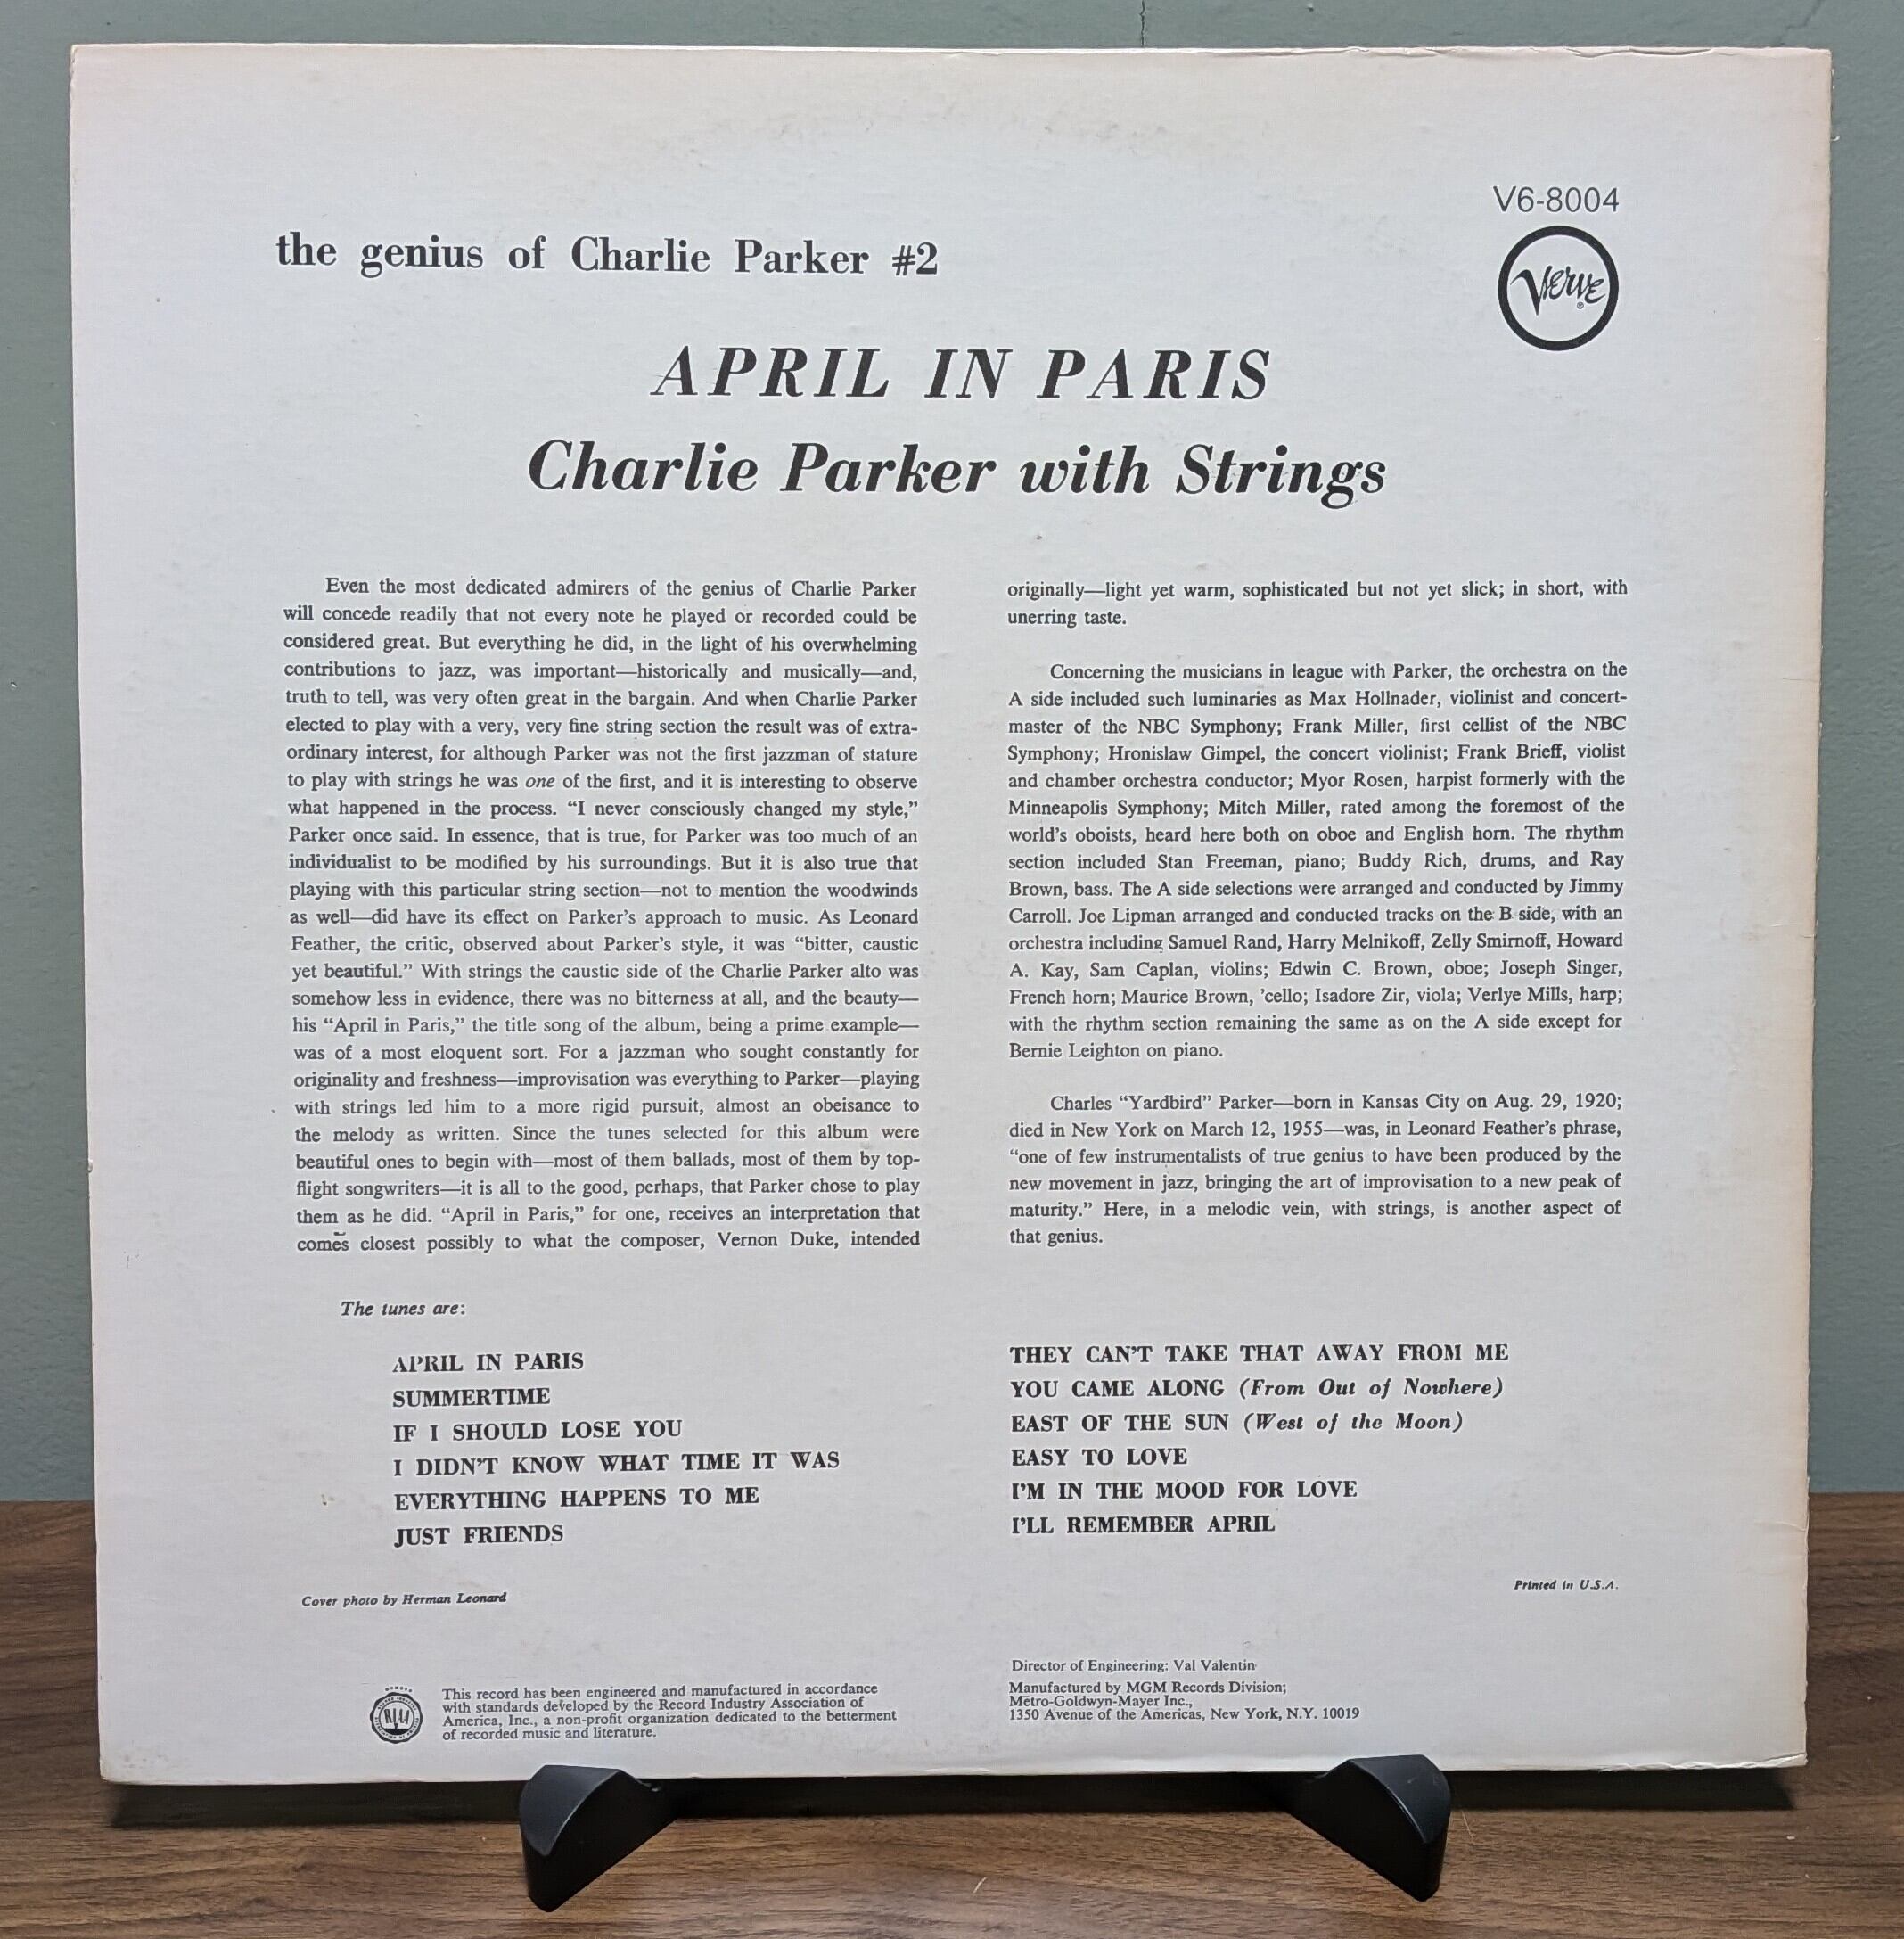 V6-8004
the genius of Charlie Parker #2
Verve
®
APRIL IN PARIS
Charlie Parker with Strings
Even the most dedicated admirers of the genius of Charlie Parker
will concede readily that not every note he played or recorded could be
considered great. But everything he did, in the light of his overwhelming
contributions to jazz, was important—historically and musically—and,
truth to tell, was very often great in the bargain. And when Charlie Parker
elected to play with a very, very fine string section the result was of extra-
ordinary interest, for although Parker was not the first jazzman of stature
to play with strings he was one of the first, and it is interesting to observe
what happened in the process. “I never consciously changed my style,”
Parker once said. In essence, that is true, for Parker was too much of an
individualist to be modified by his surroundings. But it is also true that
playing with this particular string section—not to mention the woodwinds
as well—did have its effect on Parker’s approach to music. As Leonard
Feather, the critic, observed about Parker’s style, it was “bitter, caustic
yet beautiful.” With strings the caustic side of the Charlie Parker alto was
somehow less in evidence, there was no bitterness at all, and the beauty—
his “April in Paris,” the title song of the album, being a prime example—
was of a most eloquent sort. For a jazzman who sought constantly for
originality and freshness—improvisation was everything to Parker—playing
with strings led him to a more rigid pursuit, almost an obeisance to
the melody as written. Since the tunes selected for this album were
beautiful ones to begin with—most of them ballads, most of them by top-
flight songwriters—it is all to the good, perhaps, that Parker chose to play
them as he did. “April in Paris,” for one, receives an interpretation that
comes closest possibly to what the composer, Vernon Duke, intended
originally—light yet warm, sophisticated but not yet slick; in short, with
unerring taste.
Concerning the musicians in league with Parker, the orchestra on the
A side included such luminaries as Max Hollnader, violinist and concert-
master of the NBC Symphony; Frank Miller, first cellist of the NBC
Symphony; Hronislaw Gimpel, the concert violinist; Frank Brieff, violist
and chamber orchestra conductor; Myor Rosen, harpist formerly with the
Minneapolis Symphony; Mitch Miller, rated among the foremost of the
world’s oboists, heard here both on oboe and English horn. The rhythm
section included Stan Freeman, piano; Buddy Rich, drums, and Ray
Brown, bass. The A side selections were arranged and conducted by Jimmy
Carroll. Joe Lipman arranged and conducted tracks on the B side, with an
orchestra including Samuel Rand, Harry Melnikoff, Zelly Smirnoff, Howard
A. Kay, Sam Caplan, violins; Edwin C. Brown, oboe; Joseph Singer,
French horn; Maurice Brown, ’cello; Isadore Zir, viola; Verlye Mills, harp;
with the rhythm section remaining the same as on the A side except for
Bernie Leighton on piano.
Charles “Yardbird” Parker—born in Kansas City on Aug. 29, 1920;
died in New York on March 12, 1955—was, in Leonard Feather’s phrase,
“one of few instrumentalists of true genius to have been produced by the
new movement in jazz, bringing the art of improvisation to a new peak of
maturity.” Here, in a melodic vein, with strings, is another aspect of
that genius.
The tunes are:
APRIL IN PARIS
SUMMERTIME
IF I SHOULD LOSE YOU
I DIDN’T KNOW WHAT TIME IT WAS
EVERYTHING HAPPENS TO ME
JUST FRIENDS
THEY CAN’T TAKE THAT AWAY FROM ME
YOU CAME ALONG (From Out of Nowhere)
EAST OF THE SUN (West of the Moon)
EASY TO LOVE
I’M IN THE MOOD FOR LOVE
I’LL REMEMBER APRIL
Cover photo by Herman Leonard
Printed in U.S.A.
RIAA
This record has been engineered and manufactured in accordance
with standards developed by the Record Industry Association of
America, Inc., a non-profit organization dedicated to the betterment
of recorded music and literature.
Director of Engineering: Val Valentin
Manufactured by MGM Records Division;
Metro-Goldwyn-Mayer Inc.,
1350 Avenue of the Americas, New York, N.Y. 10019